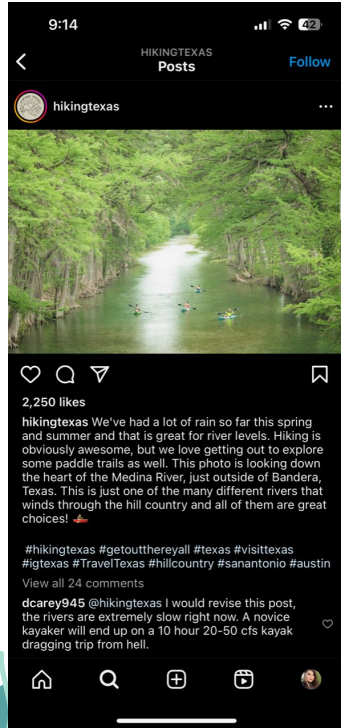 9:14
42
HIKINGTEXAS
Posts
Follow
hikingtexas
2,250 likes
hikingtexas We've had a lot of rain so far this spring
and summer and that is great for river levels. Hiking is
obviously awesome, but we love getting out to explore
some paddle trails as well. This photo is looking down
the heart of the Medina River, just outside of Bandera,
Texas. This is just one of the many different rivers that
winds through the hill country and all of them are great
choices! 🚣
#hikingtexas #getoutthereyall #texas #visittexas
#igtexas #TravelTexas #hillcountry #sanantonio #austin
View all 24 comments
dcarey945 @hikingtexas I would revise this post,
the rivers are extremely slow right now. A novice
kayaker will end up on a 10 hour 20-50 cfs kayak
dragging trip from hell.